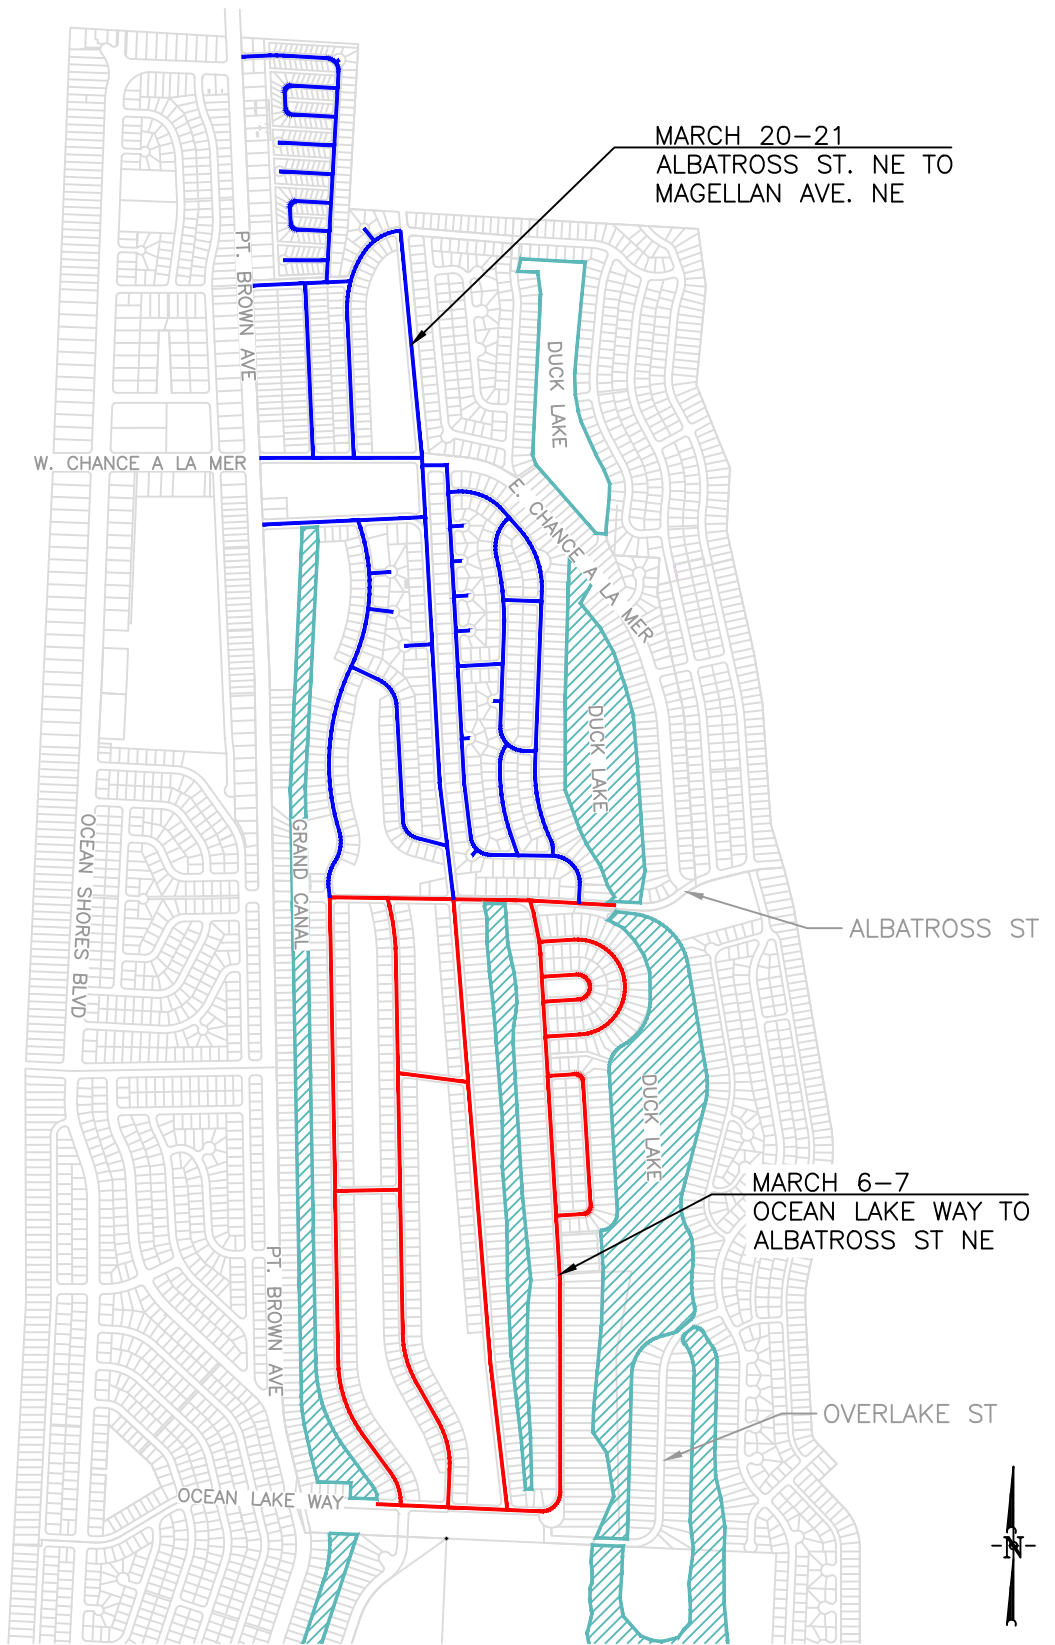 MARCH 20-21
ALBATROSS ST. NE TO
MAGELLAN AVE. NE
PT. BROWN AVE
DUCK LAKE
W. CHANCE A LA MER
E. CHANCE A LA MER
DUCK LAKE
OCEAN SHORES BLVD
GRAND CANAL
ALBATROSS ST
DUCK LAKE
MARCH 6-7
OCEAN LAKE WAY TO
ALBATROSS ST NE
PT. BROWN AVE
OVERLAKE ST
OCEAN LAKE WAY
N